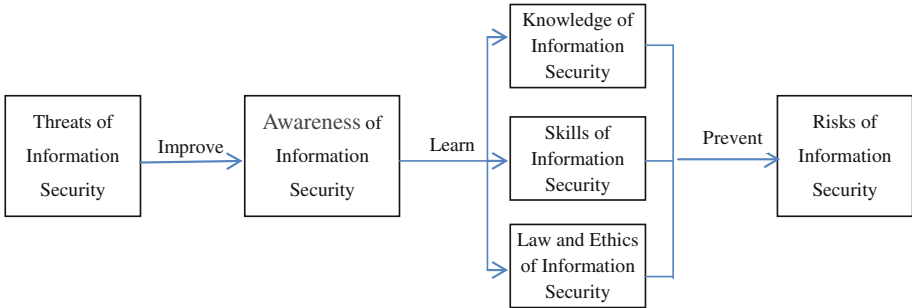 Threats of
Information
Security
Improve
Awareness of
Information
Security
Learn
Knowledge of
Information
Security
Skills of
Information
Security
Law and Ethics
of Information
Security
Prevent
Risks of
Information
Security